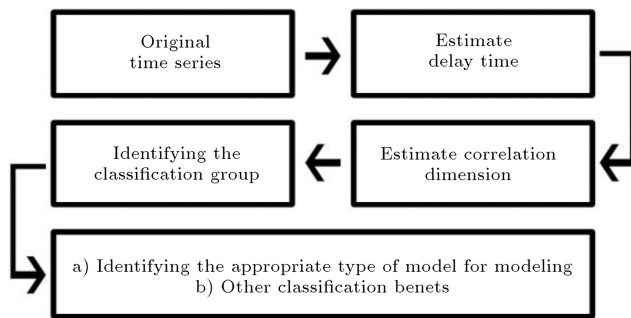 Original
time series
Estimate
delay time
Estimate correlation
dimension
Identifying the
classification group
a) Identifying the appropriate type of model for modeling
b) Other classification benets